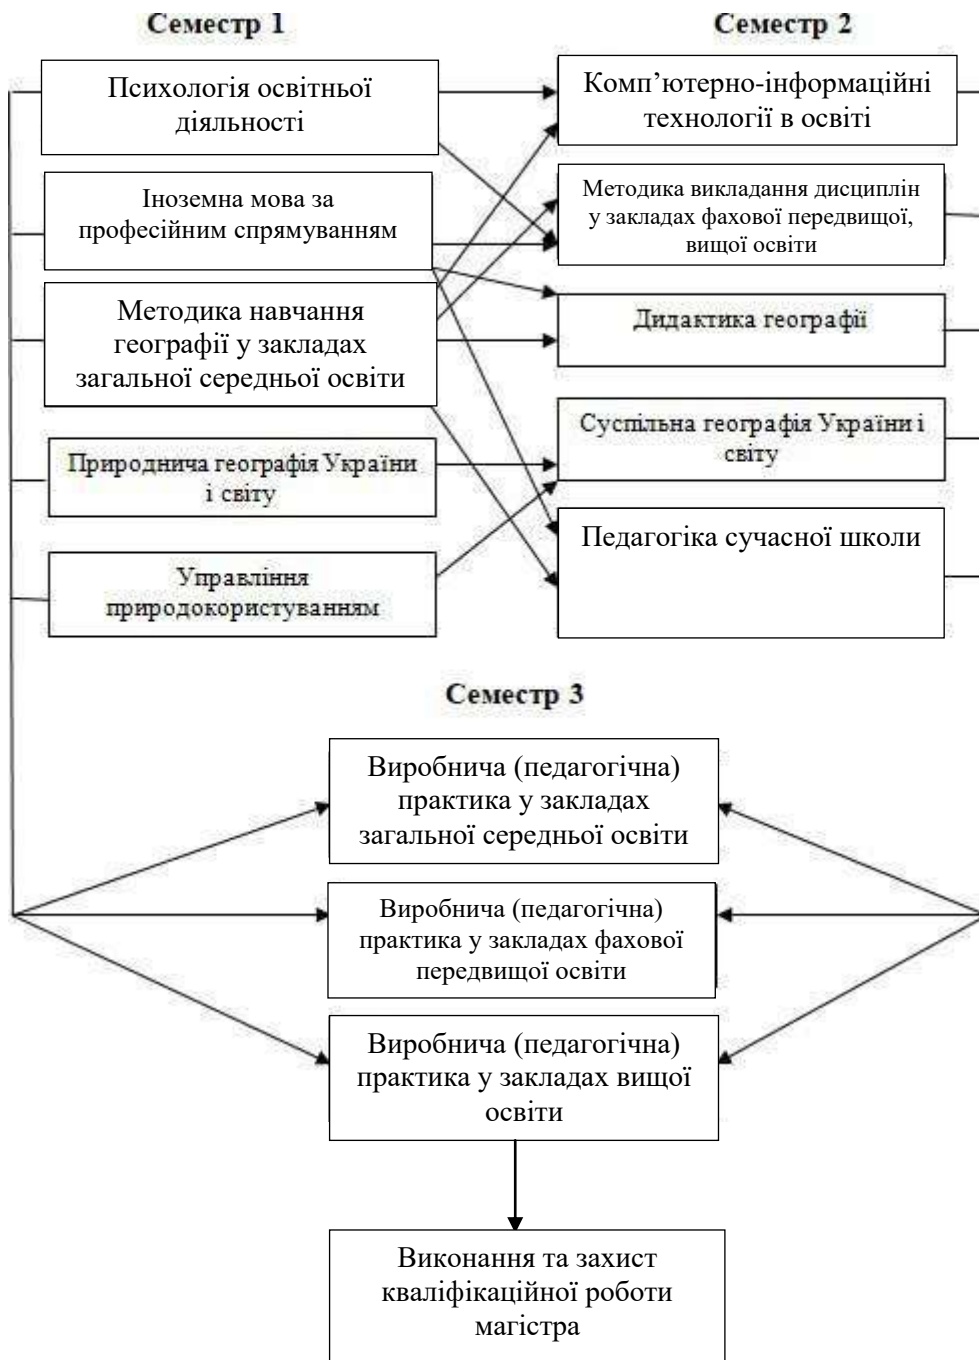 Семестр 1
Семестр 2
Психологія освітньої
діяльності
Іноземна мова за
професійним спрямуванням
Методика навчання
географії у закладах
загальної середньої освіти
Природнича географія України
і світу
Управління
природокористуванням
Комп’ютерно-інформаційні
технології в освіті
Методика викладання дисциплін
у закладах фахової передвищої,
вищої освіти
Дидактика географії
Суспільна географія України і
світу
Педагогіка сучасної школи
Семестр 3
Виробнича (педагогічна)
практика у закладах
загальної середньої освіти
Виробнича (педагогічна)
практика у закладах фахової
передвищої освіти
Виробнича (педагогічна)
практика у закладах вищої
освіти
Виконання та захист
кваліфікаційної роботи
магістра